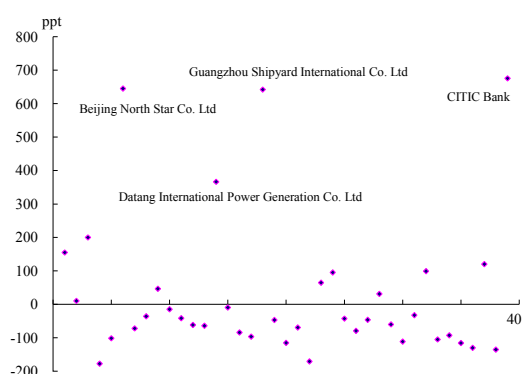 ppt
800
700
Guangzhou Shipyard International Co. Ltd
600
CITIC Bank
Beijing North Star Co. Ltd
500
400
300
Datang International Power Generation Co. Ltd
200
100
0
40
-100
-200